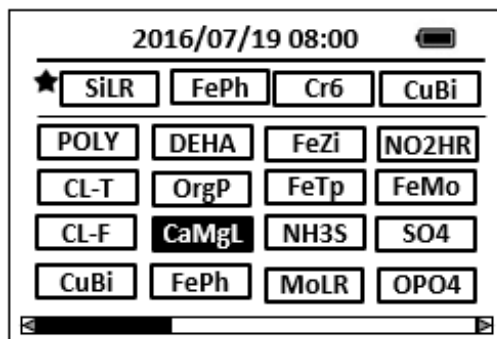 2016/07/19 08:00
SiLR FePh Cr6 CuBi
POLY DEHA FeZi NO2HR
CL-T OrgP FeTp FeMo
CL-F CaMgL NH3S SO4
CuBi FePh MoLR OPO4